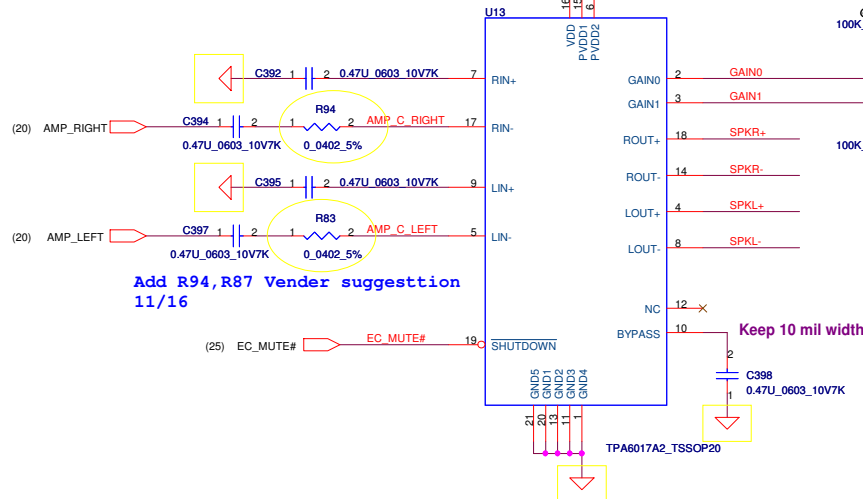 U13
16
15
6
VDD
PVDD1
PVDD2
100K_
C392 1 2 0.47U_0603_10V7K 7 RIN+
GAIN0 2 GAIN0
GAIN1 3 GAIN1
R94
(20) AMP_RIGHT C394 1 2 1 2 AMP_C_RIGHT 17 RIN-
0.47U_0603_10V7K 0_0402_5%
ROUT+ 18 SPKR+
100K_
ROUT- 14 SPKR-
C395 1 2 0.47U_0603_10V7K 9 LIN+
LOUT+ 4 SPKL+
R83
(20) AMP_LEFT C397 1 2 1 2 AMP_C_LEFT 5 LIN-
LOUT- 8 SPKL-
0.47U_0603_10V7K 0_0402_5%
Add R94,R87 Vender suggesttion
11/16
NC 12
BYPASS 10 Keep 10 mil width
(25) EC_MUTE# EC_MUTE# 19 SHUTDOWN
2
C398
0.47U_0603_10V7K
1
GND5
GND1
GND2
GND3
GND4
21
20
13
11
1
TPA6017A2_TSSOP20